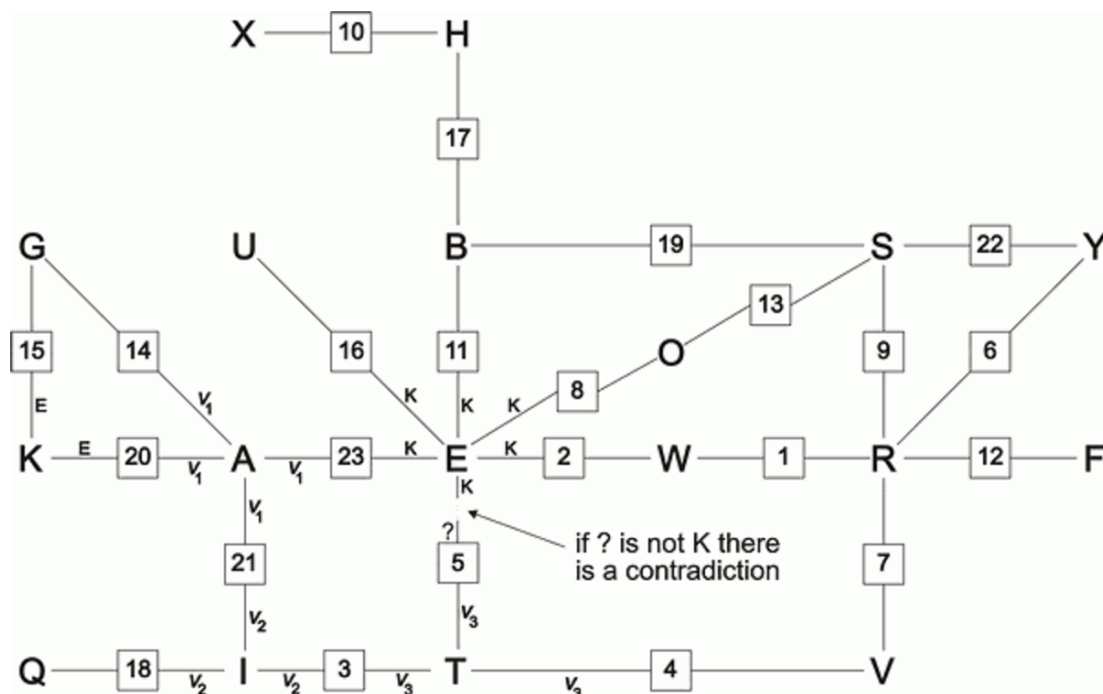 X 10 H
17
G U B 19 S 22 Y
13
15 14 16 11 O 9 6
8
E V1 K K K
K E 20 V1 A V1 23 K E K 2 W 1 R 12 F
K
V1
?
if ? is not K there
is a contradiction
21 5 7
V2 V3
Q 18 V2 I V2 3 V3 T V3 4 V